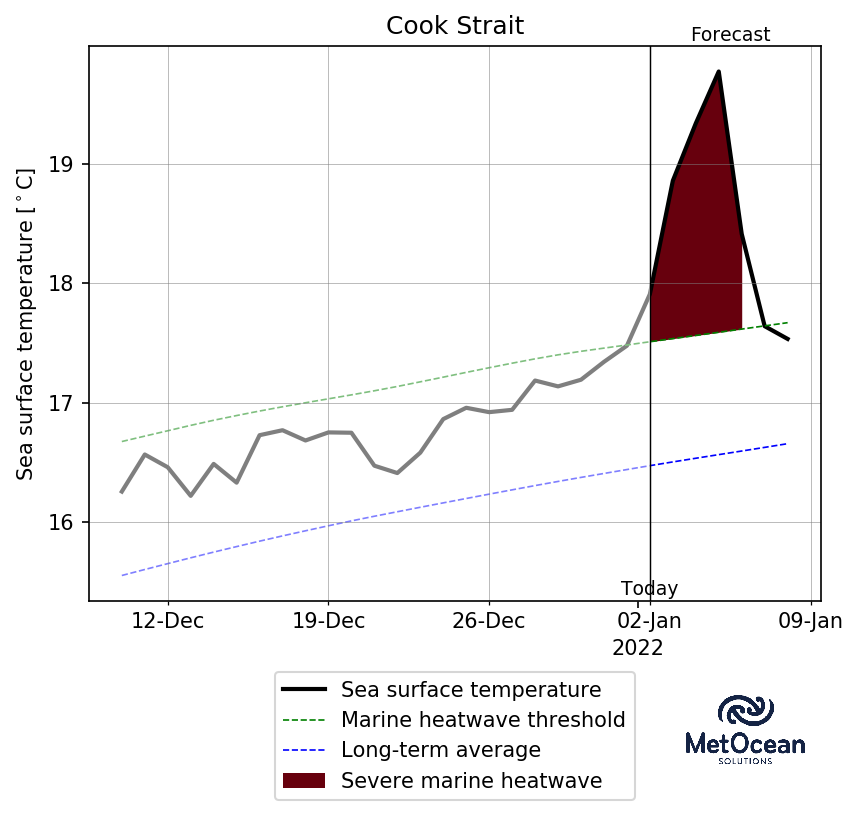 Cook Strait
Forecast
Sea surface temperature [°C]
19
18
17
16
Today
12-Dec 19-Dec 26-Dec 02-Jan 09-Jan
2022
Sea surface temperature
Marine heatwave threshold
Long-term average
Severe marine heatwave
MetOcean
SOLUTIONS